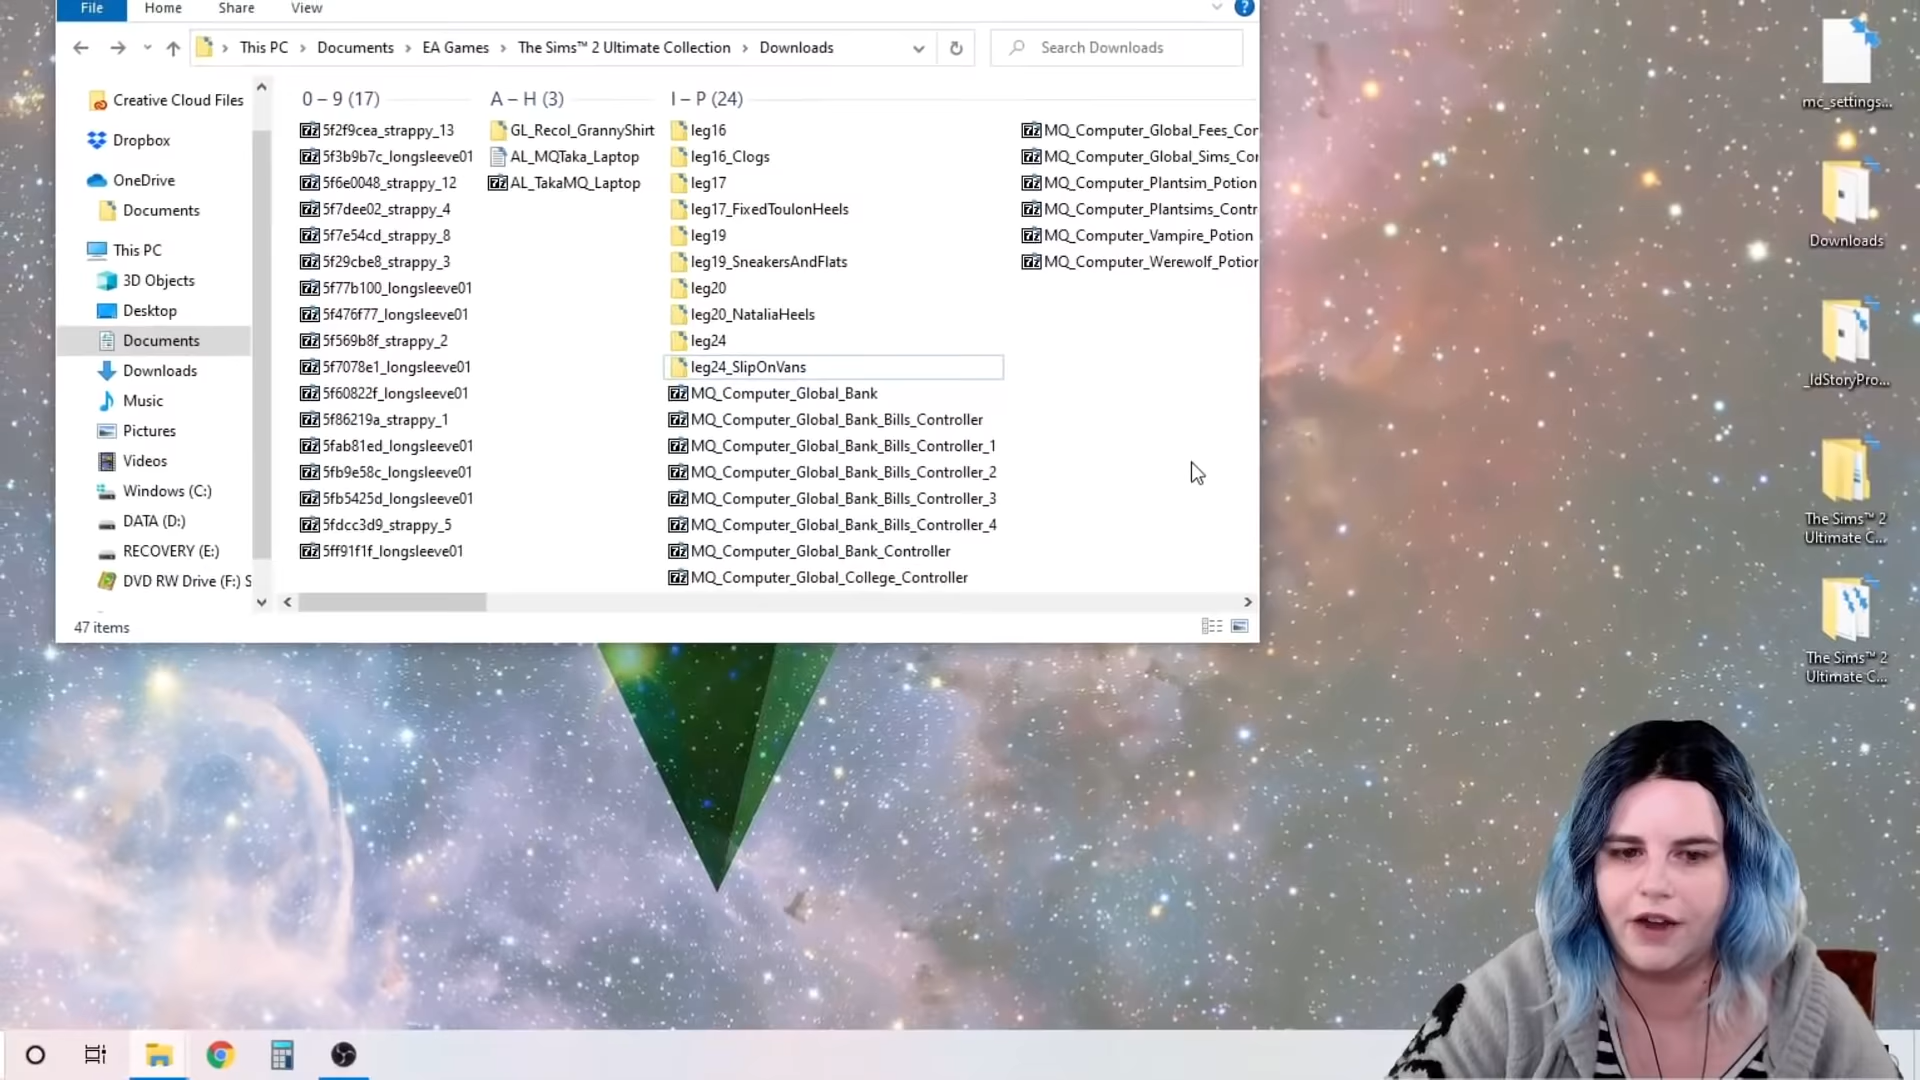 File Home Share View
This PC Documents EA Games The Sims™ 2 Ultimate Collection Downloads
Search Downloads
Creative Cloud Files
Dropbox
OneDrive
Documents
This PC
3D Objects
Desktop
Documents
Downloads
Music
Pictures
Videos
Windows (C:)
DATA (D:)
RECOVERY (E:)
DVD RW Drive (F:) S
0 – 9 (17)
5f2f9cea_strappy_13
5f3b9b7c_longsleeve01
5f6e0048_strappy_12
5f7dee02_strappy_4
5f7e54cd_strappy_8
5f29cbe8_strappy_3
5f77b100_longsleeve01
5f476f77_longsleeve01
5f569b8f_strappy_2
5f7078e1_longsleeve01
5f60822f_longsleeve01
5f86219a_strappy_1
5fab81ed_longsleeve01
5fb9e58c_longsleeve01
5fb5425d_longsleeve01
5fdcc3d9_strappy_5
5ff91f1f_longsleeve01
A – H (3)
GL_Recol_GrannyShirt
AL_MQTaka_Laptop
AL_TakaMQ_Laptop
I – P (24)
leg16
leg16_Clogs
leg17
leg17_FixedToulonHeels
leg19
leg19_SneakersAndFlats
leg20
leg20_NataliaHeels
leg24
leg24_SlipOnVans
MQ_Computer_Global_Bank
MQ_Computer_Global_Bank_Bills_Controller
MQ_Computer_Global_Bank_Bills_Controller_1
MQ_Computer_Global_Bank_Bills_Controller_2
MQ_Computer_Global_Bank_Bills_Controller_3
MQ_Computer_Global_Bank_Bills_Controller_4
MQ_Computer_Global_Bank_Controller
MQ_Computer_Global_College_Controller
MQ_Computer_Global_Fees_Cor
MQ_Computer_Global_Sims_Cor
MQ_Computer_Plantsim_Potion
MQ_Computer_Plantsims_Contr
MQ_Computer_Vampire_Potion
MQ_Computer_Werewolf_Potior
47 items
mc_settings...
Downloads
_IdStoryPro...
The Sims™ 2
Ultimate C...
The Sims™ 2
Ultimate C...